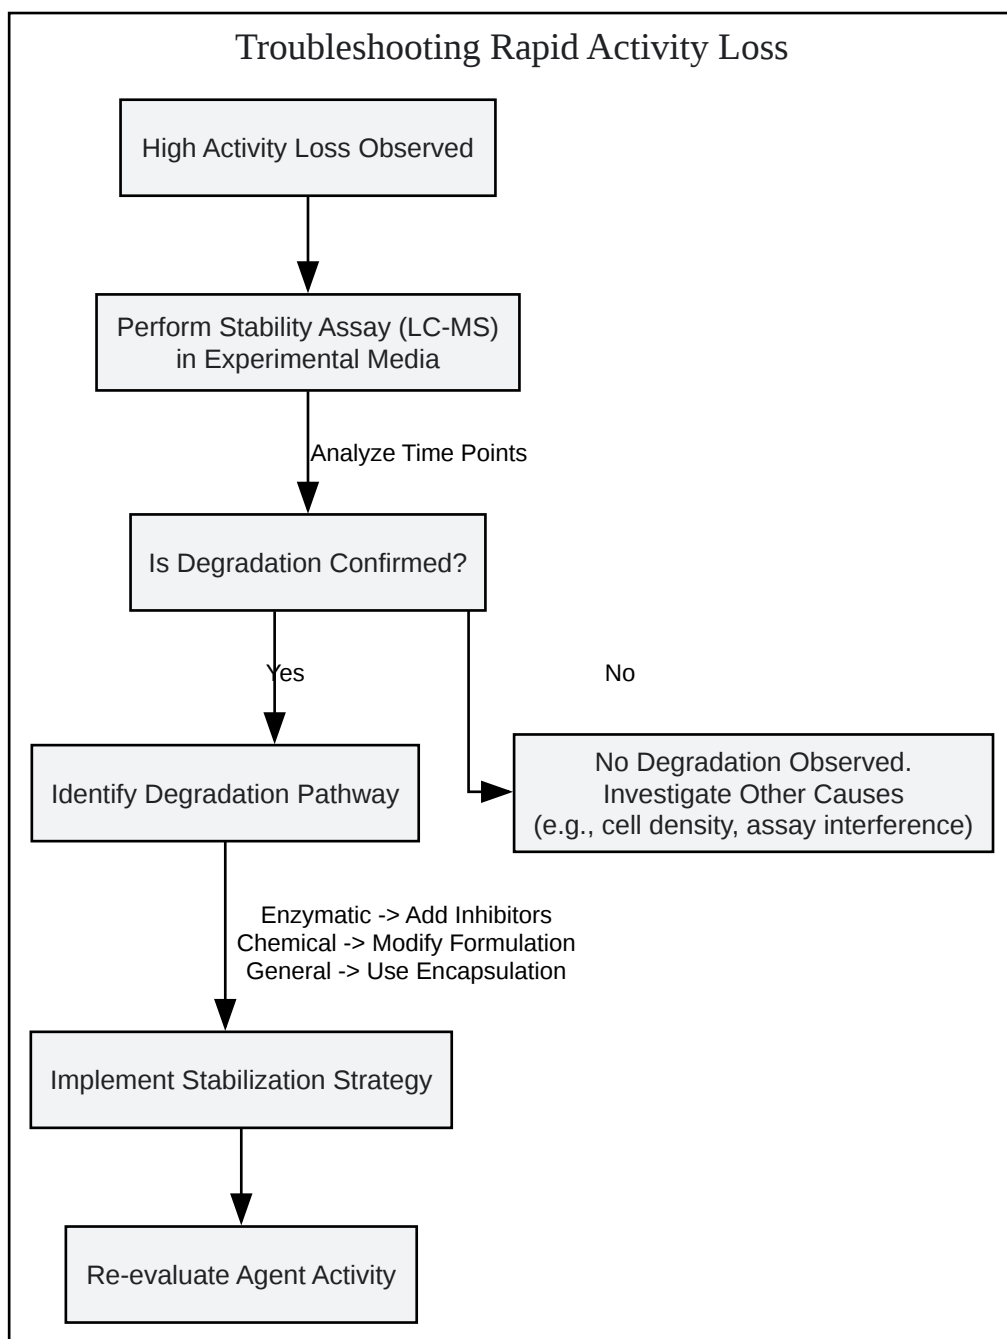 Troubleshooting Rapid Activity Loss
High Activity Loss Observed
Perform Stability Assay (LC-MS)
in Experimental Media
Analyze Time Points
Is Degradation Confirmed?
Yes
No
Identify Degradation Pathway
No Degradation Observed.
Investigate Other Causes
(e.g., cell density, assay interference)
Enzymatic -> Add Inhibitors
Chemical -> Modify Formulation
General -> Use Encapsulation
Implement Stabilization Strategy
Re-evaluate Agent Activity